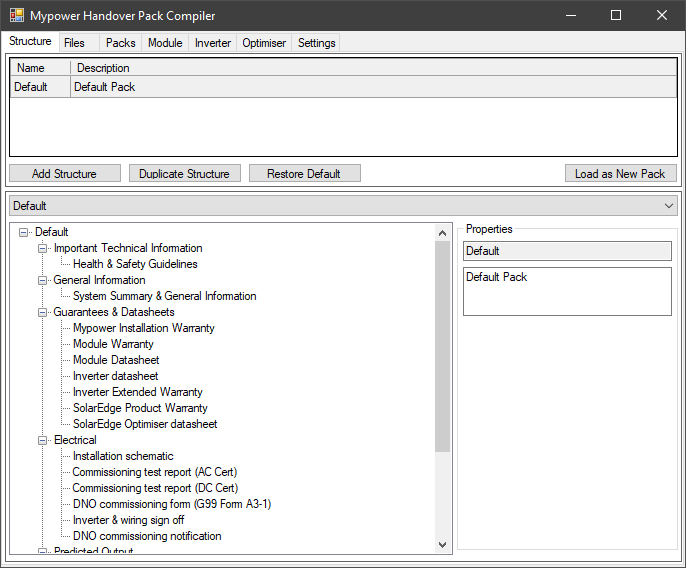 Mypower Handover Pack Compiler
Structure Files Packs Module Inverter Optimiser Settings
Name Description
Default Default Pack
Add Structure Duplicate Structure Restore Default Load as New Pack
Default
Default
Important Technical Information
Health & Safety Guidelines
General Information
System Summary & General Information
Guarantees & Datasheets
Mypower Installation Warranty
Module Warranty
Module Datasheet
Inverter datasheet
Inverter Extended Warranty
SolarEdge Product Warranty
SolarEdge Optimiser datasheet
Electrical
Installation schematic
Commissioning test report (AC Cert)
Commissioning test report (DC Cert)
DNO commissioning form (G99 Form A3-1)
Inverter & wiring sign off
DNO commissioning notification
Predicted Output
Properties
Default
Default Pack